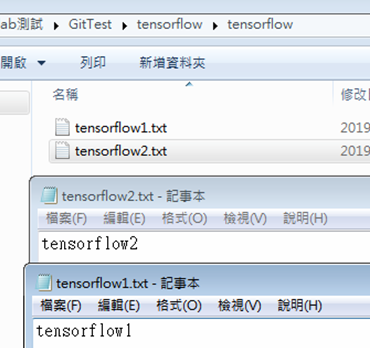 ab測試 ▸ GitTest ▸ tensorflow ▸ tensorflow
開啟 ▼ 列印 新增資料夾
名稱 修改日
tensorflow1.txt 2019
tensorflow2.txt 2019
tensorflow2.txt - 記事本
檔案(F) 編輯(E) 格式(O) 檢視(V) 說明(H)
tensorflow2
tensorflow1.txt - 記事本
檔案(F) 編輯(E) 格式(O) 檢視(V) 說明(H)
tensorflow1